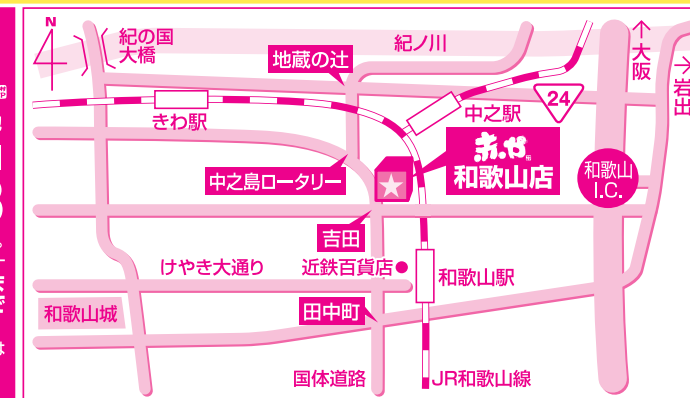 N
紀の国
大橋
紀ノ川
↑大阪
→岩出
地蔵の辻
24
きわ駅
中之駅
赤や
和歌山店
和歌山
I.C.
中之島ロータリー
吉田
けやき大通り
近鉄百貨店
和歌山駅
和歌山城
田中町
国体道路
JR和歌山線
は